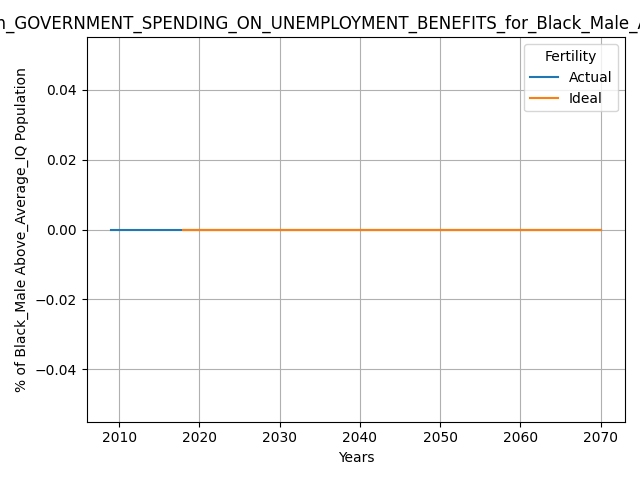 GOVERNMENT_SPENDING_ON_UNEMPLOYMENT_BENEFITS_for_Black_Male_
Fertility
Actual
Ideal
% of Black_Male Above_Average_IQ Population
0.04
0.02
0.00
−0.02
−0.04
2010 2020 2030 2040 2050 2060 2070
Years